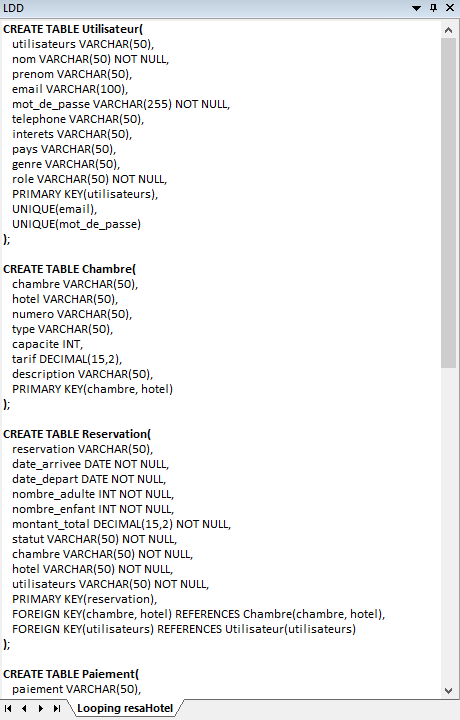 LDD
CREATE TABLE Utilisateur(
utilisateurs VARCHAR(50),
nom VARCHAR(50) NOT NULL,
prenom VARCHAR(50),
email VARCHAR(100),
mot_de_passe VARCHAR(255) NOT NULL,
telephone VARCHAR(50),
interets VARCHAR(50),
pays VARCHAR(50),
genre VARCHAR(50),
role VARCHAR(50) NOT NULL,
PRIMARY KEY(utilisateurs),
UNIQUE(email),
UNIQUE(mot_de_passe)
);
CREATE TABLE Chambre(
chambre VARCHAR(50),
hotel VARCHAR(50),
numero VARCHAR(50),
type VARCHAR(50),
capacite INT,
tarif DECIMAL(15,2),
description VARCHAR(50),
PRIMARY KEY(chambre, hotel)
);
CREATE TABLE Reservation(
reservation VARCHAR(50),
date_arrivee DATE NOT NULL,
date_depart DATE NOT NULL,
nombre_adulte INT NOT NULL,
nombre_enfant INT NOT NULL,
montant_total DECIMAL(15,2) NOT NULL,
statut VARCHAR(50) NOT NULL,
chambre VARCHAR(50) NOT NULL,
hotel VARCHAR(50) NOT NULL,
utilisateurs VARCHAR(50) NOT NULL,
PRIMARY KEY(reservation),
FOREIGN KEY(chambre, hotel) REFERENCES Chambre(chambre, hotel),
FOREIGN KEY(utilisateurs) REFERENCES Utilisateur(utilisateurs)
);
CREATE TABLE Paiement(
paiement VARCHAR(50),
Looping resaHotel